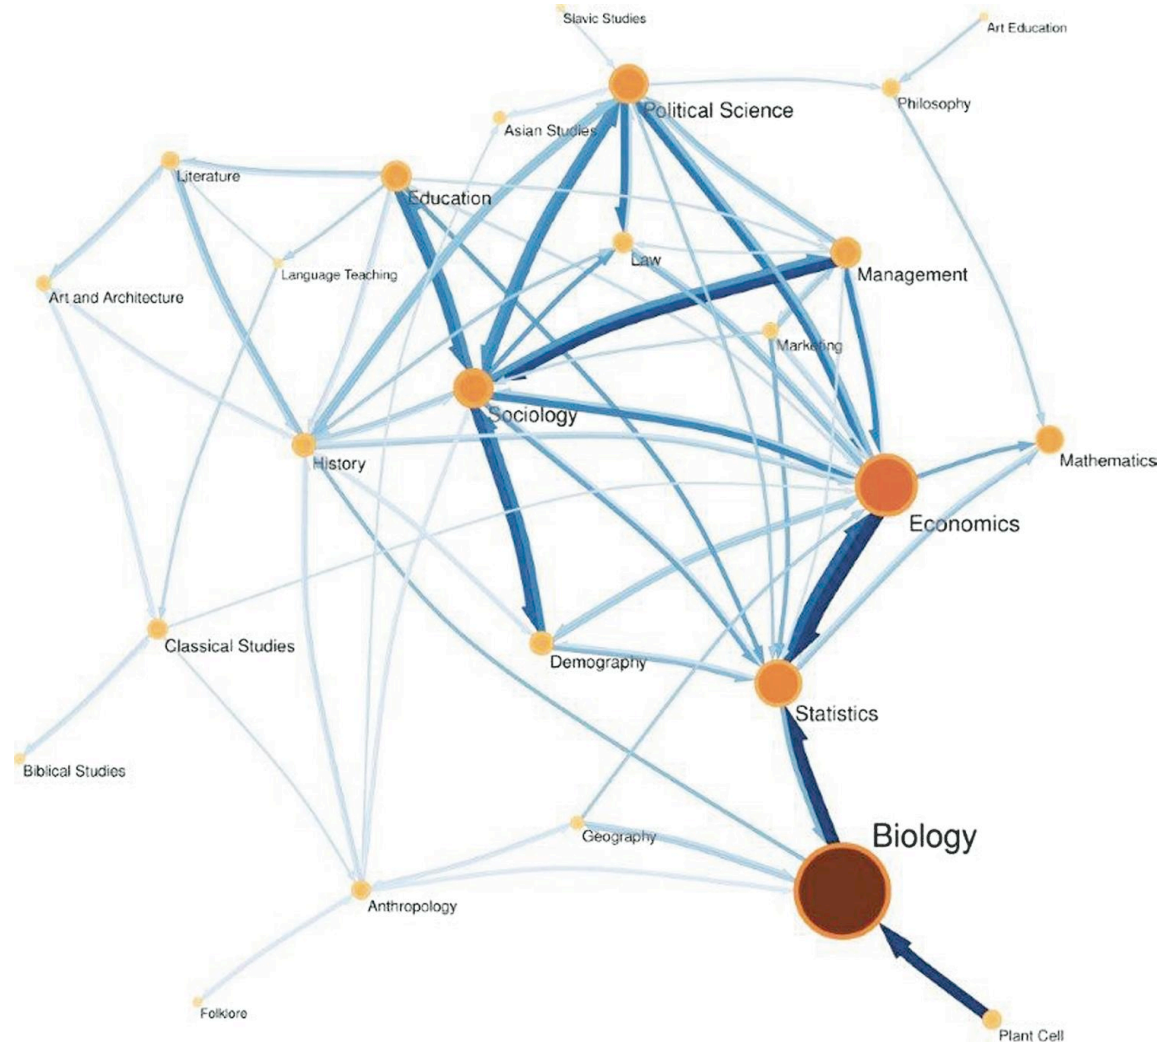 Slavic Studies
Art Education
Political Science
Philosophy
Asian Studies
Literature
Education
Law
Language Teaching
Management
Art and Architecture
Marketing
Sociology
History
Mathematics
Economics
Classical Studies
Demography
Statistics
Biblical Studies
Geography
Biology
Anthropology
Folklore
Plant Cell